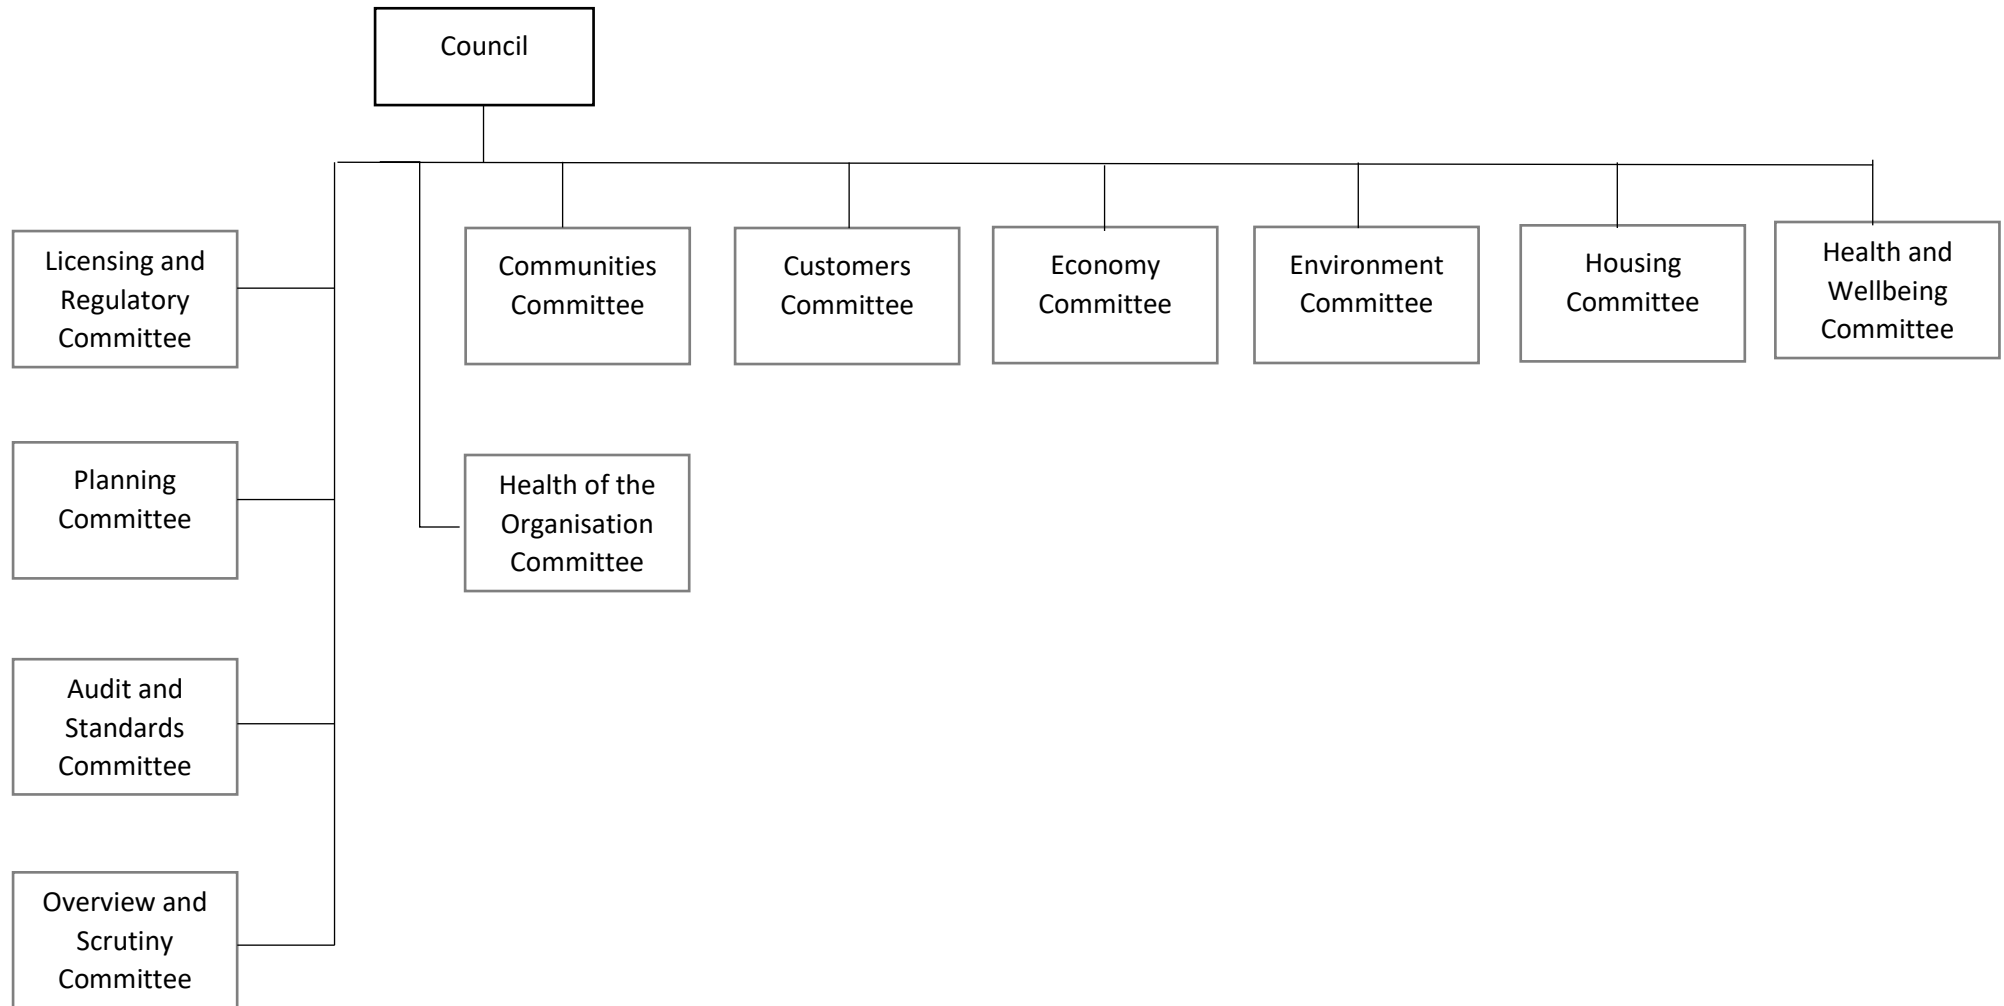 Council
Licensing and
Regulatory
Committee
Communities
Committee
Customers
Committee
Economy
Committee
Environment
Committee
Housing
Committee
Health and
Wellbeing
Committee
Planning
Committee
Health of the
Organisation
Committee
Audit and
Standards
Committee
Overview and
Scrutiny
Committee